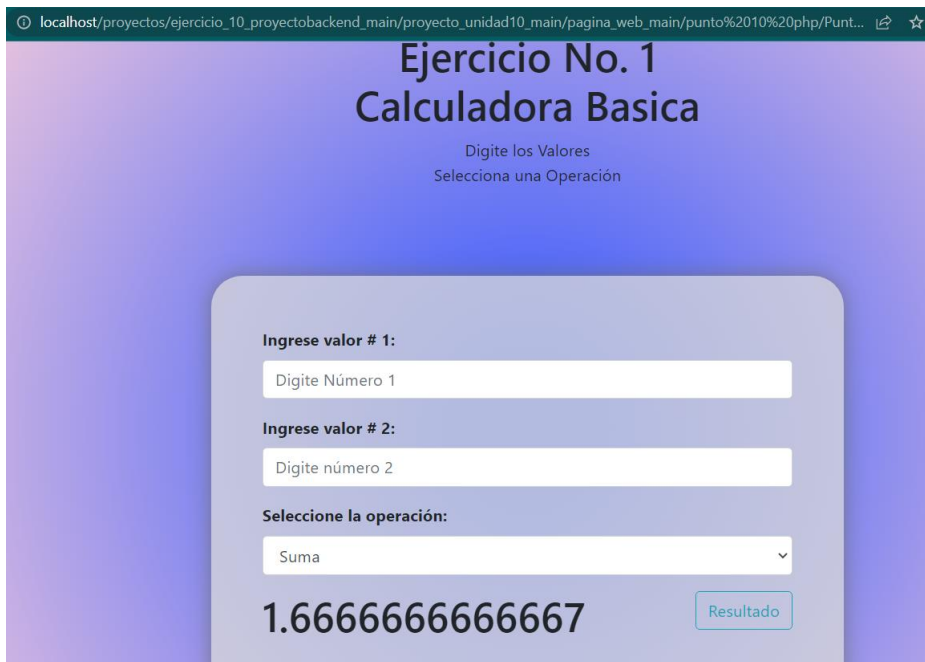 localhost/proyectos/ejercicio_10_proyectobackend_main/proyecto_unidad10_main/pagina_web_main/punto%2010%20php/Punt...
Ejercicio No. 1
Calculadora Basica
Digite los Valores
Selecciona una Operación
Ingrese valor # 1:
Digite Número 1
Ingrese valor # 2:
Digite número 2
Seleccione la operación:
Suma
1.6666666666667
Resultado